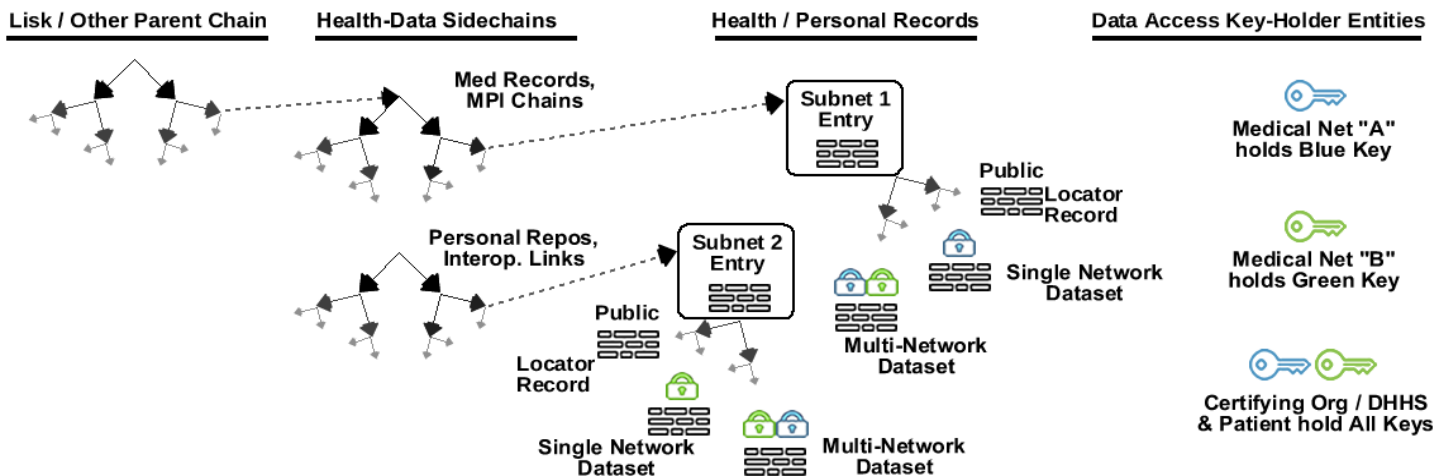 Lisk / Other Parent Chain
Health-Data Sidechains
Health / Personal Records
Data Access Key-Holder Entities
Med Records,
MPI Chains
Subnet 1
Entry
Public
Locator
Record
Single Network
Dataset
Multi-Network
Dataset
Personal Repos,
Interop. Links
Subnet 2
Entry
Public
Locator
Record
Single Network
Dataset
Multi-Network
Dataset
Medical Net "A"
holds Blue Key
Medical Net "B"
holds Green Key
Certifying Org / DHHS
& Patient hold All Keys